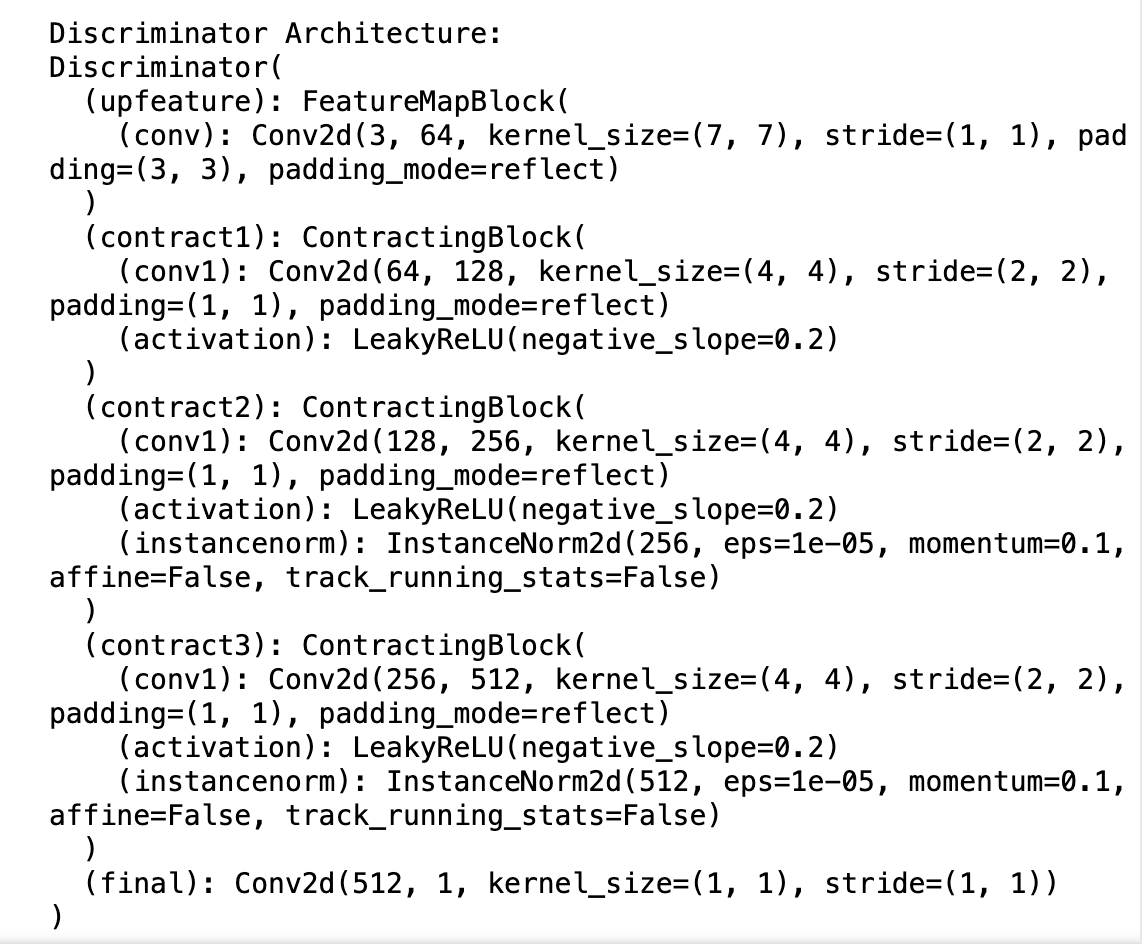 Discriminator Architecture:
Discriminator(
  (upfeature): FeatureMapBlock(
    (conv): Conv2d(3, 64, kernel_size=(7, 7), stride=(1, 1), pad
ding=(3, 3), padding_mode=reflect)
  )
  (contract1): ContractingBlock(
    (conv1): Conv2d(64, 128, kernel_size=(4, 4), stride=(2, 2),
padding=(1, 1), padding_mode=reflect)
    (activation): LeakyReLU(negative_slope=0.2)
  )
  (contract2): ContractingBlock(
    (conv1): Conv2d(128, 256, kernel_size=(4, 4), stride=(2, 2),
padding=(1, 1), padding_mode=reflect)
    (activation): LeakyReLU(negative_slope=0.2)
    (instancenorm): InstanceNorm2d(256, eps=1e-05, momentum=0.1,
affine=False, track_running_stats=False)
  )
  (contract3): ContractingBlock(
    (conv1): Conv2d(256, 512, kernel_size=(4, 4), stride=(2, 2),
padding=(1, 1), padding_mode=reflect)
    (activation): LeakyReLU(negative_slope=0.2)
    (instancenorm): InstanceNorm2d(512, eps=1e-05, momentum=0.1,
affine=False, track_running_stats=False)
  )
  (final): Conv2d(512, 1, kernel_size=(1, 1), stride=(1, 1))
)